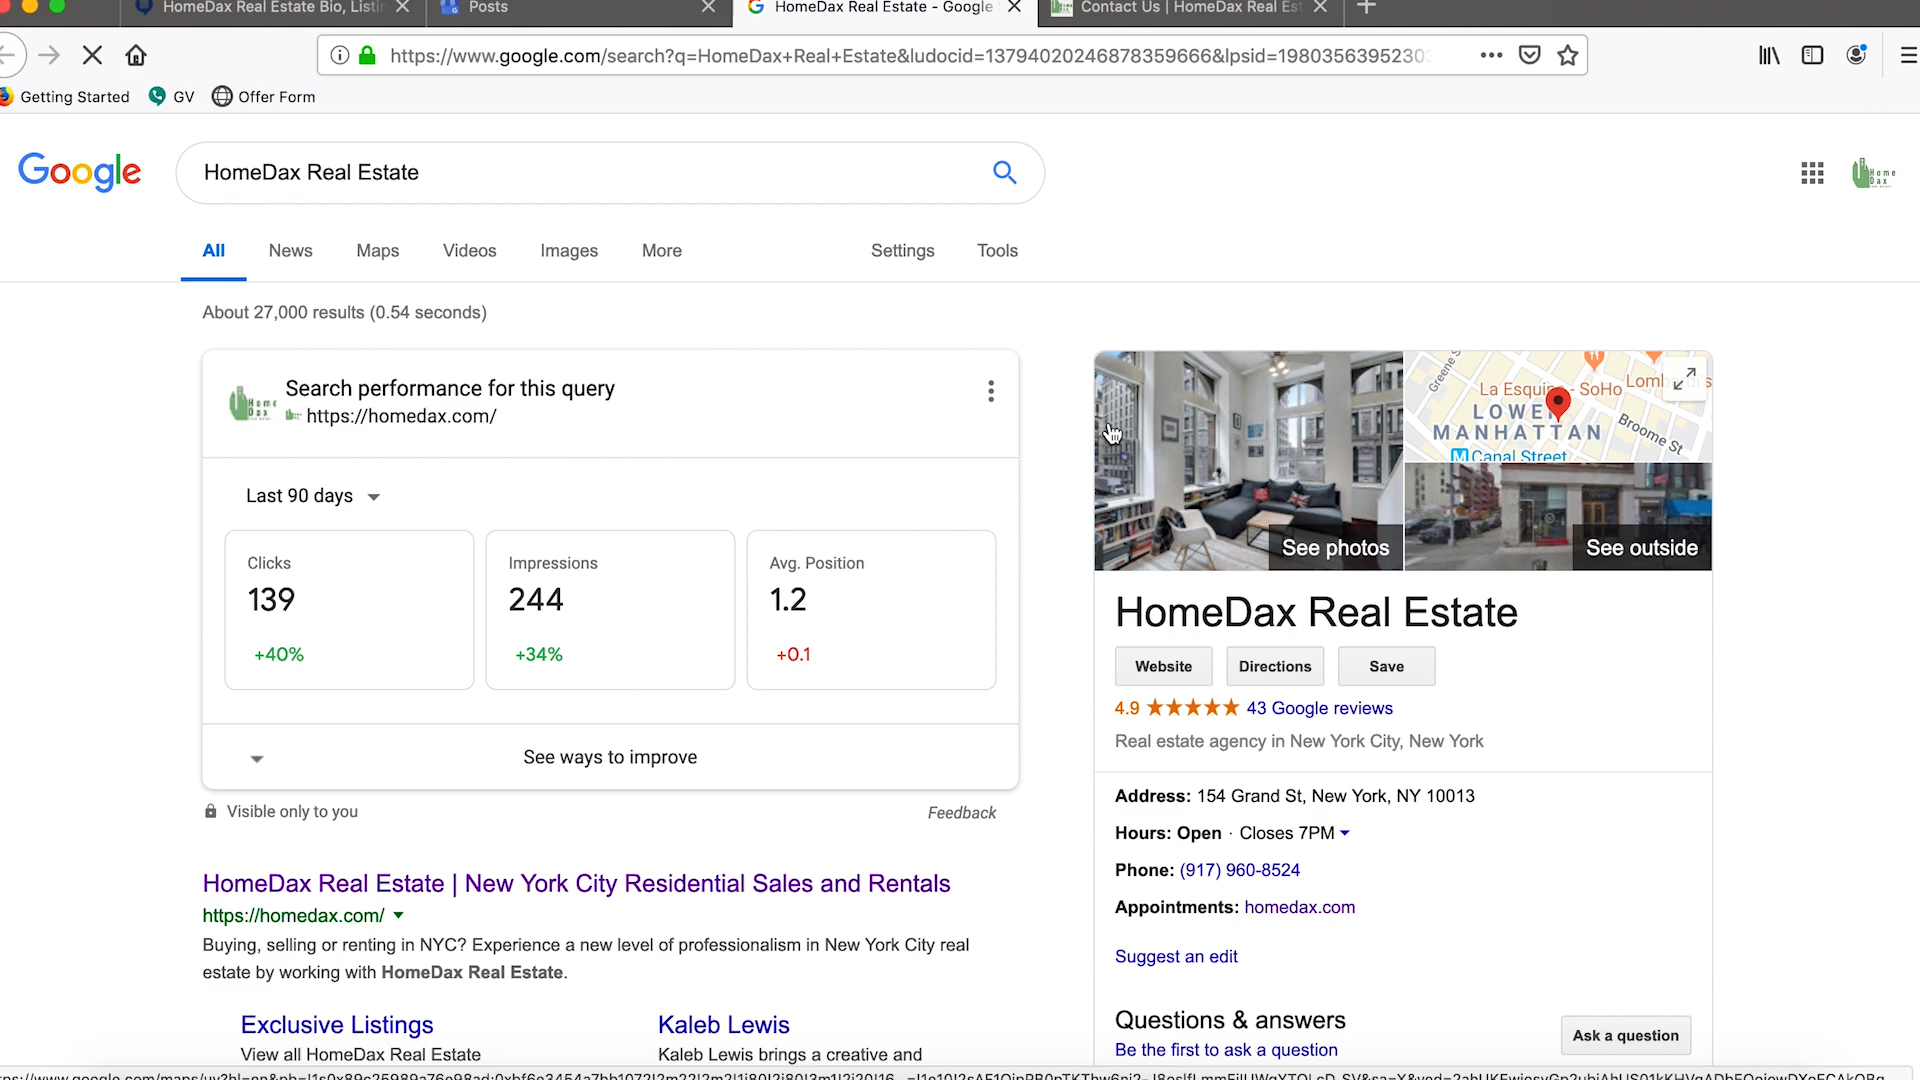 HomeDax Real Estate Bio, Listin
Posts
HomeDax Real Estate - Google
Contact Us | HomeDax Real Est
https://www.google.com/search?q=HomeDax+Real+Estate&ludocid=13794020246878359666&lpsid=1980356395230
Getting Started
GV
Offer Form
Google
HomeDax Real Estate
Home
Dax
All
News
Maps
Videos
Images
More
Settings
Tools
About 27,000 results (0.54 seconds)
Home
Dax
Search performance for this query
https://homedax.com/
Last 90 days
Clicks
139
+40%
Impressions
244
+34%
Avg. Position
1.2
+0.1
See ways to improve
Visible only to you
Feedback
HomeDax Real Estate | New York City Residential Sales and Rentals
https://homedax.com/
Buying, selling or renting in NYC? Experience a new level of professionalism in New York City real
estate by working with HomeDax Real Estate.
Exclusive Listings
View all HomeDax Real Estate
Kaleb Lewis
Kaleb Lewis brings a creative and
Greene S
La Esquina - SoHo
LOWER
MANHATTAN
Broome St
Canal Street
See photos
See outside
HomeDax Real Estate
Website
Directions
Save
4.9 ★★★★★ 43 Google reviews
Real estate agency in New York City, New York
Address: 154 Grand St, New York, NY 10013
Hours: Open · Closes 7PM
Phone: (917) 960-8524
Appointments: homedax.com
Suggest an edit
Questions & answers
Be the first to ask a question
Ask a question